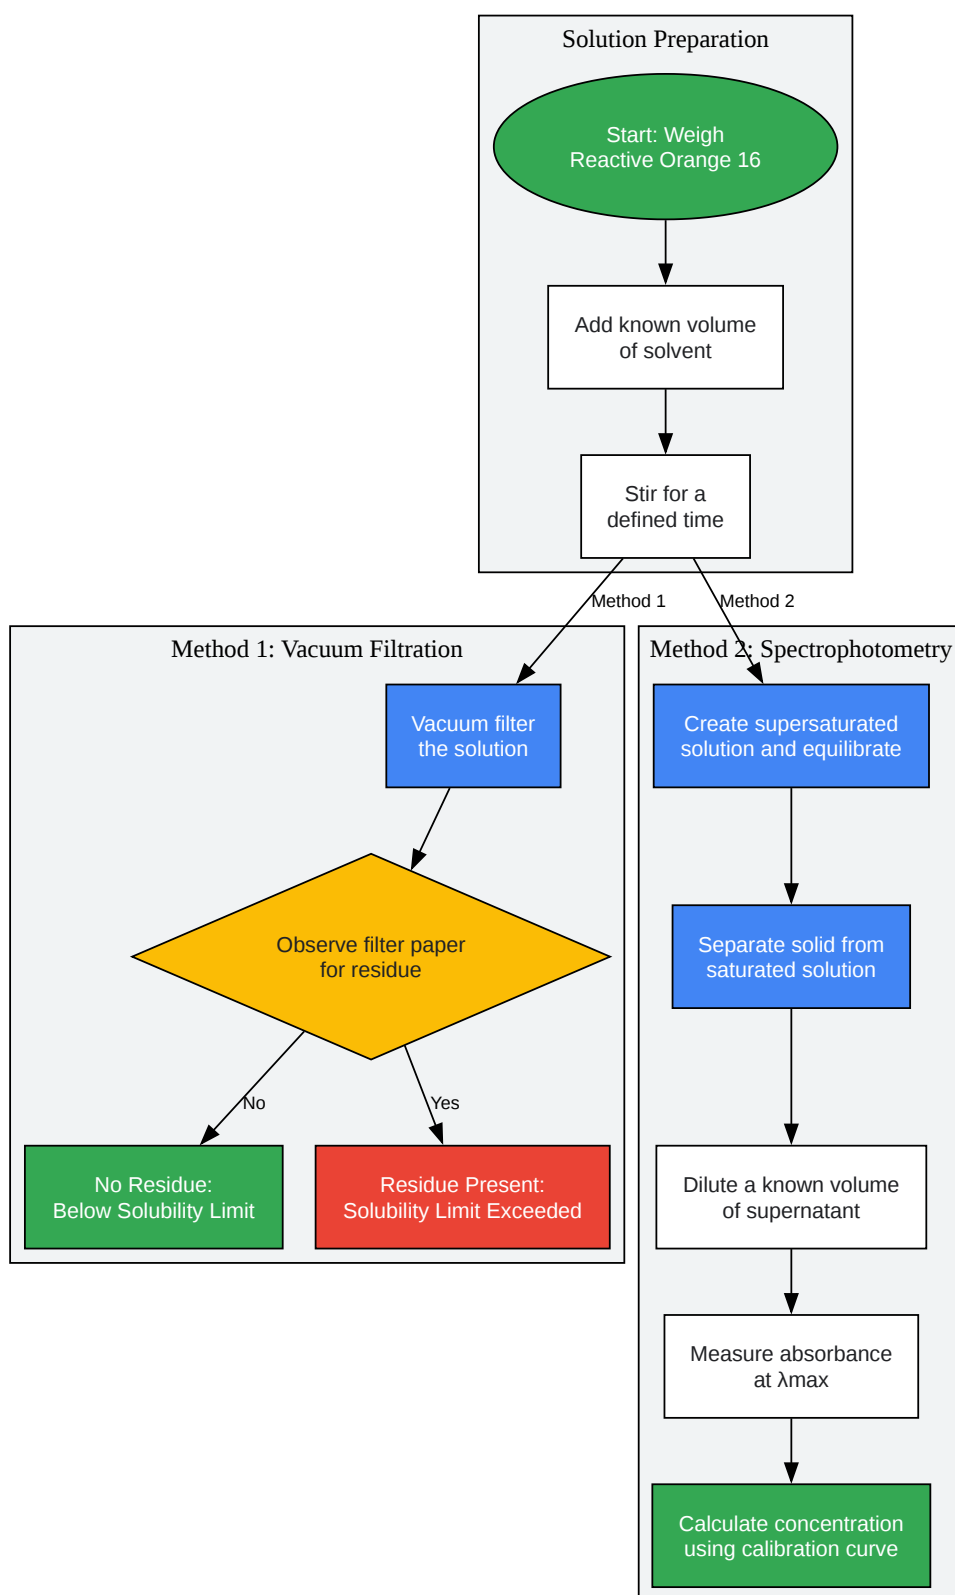 Solution Preparation
Start: Weigh
Reactive Orange 16
Add known volume
of solvent
Stir for a
defined time
Method 1
Method 2
Method 1: Vacuum Filtration
Vacuum filter
the solution
Observe filter paper
for residue
No
Yes
No Residue:
Below Solubility Limit
Residue Present:
Solubility Limit Exceeded
Method 2: Spectrophotometry
Create supersaturated
solution and equilibrate
Separate solid from
saturated solution
Dilute a known volume
of supernatant
Measure absorbance
at λmax
Calculate concentration
using calibration curve